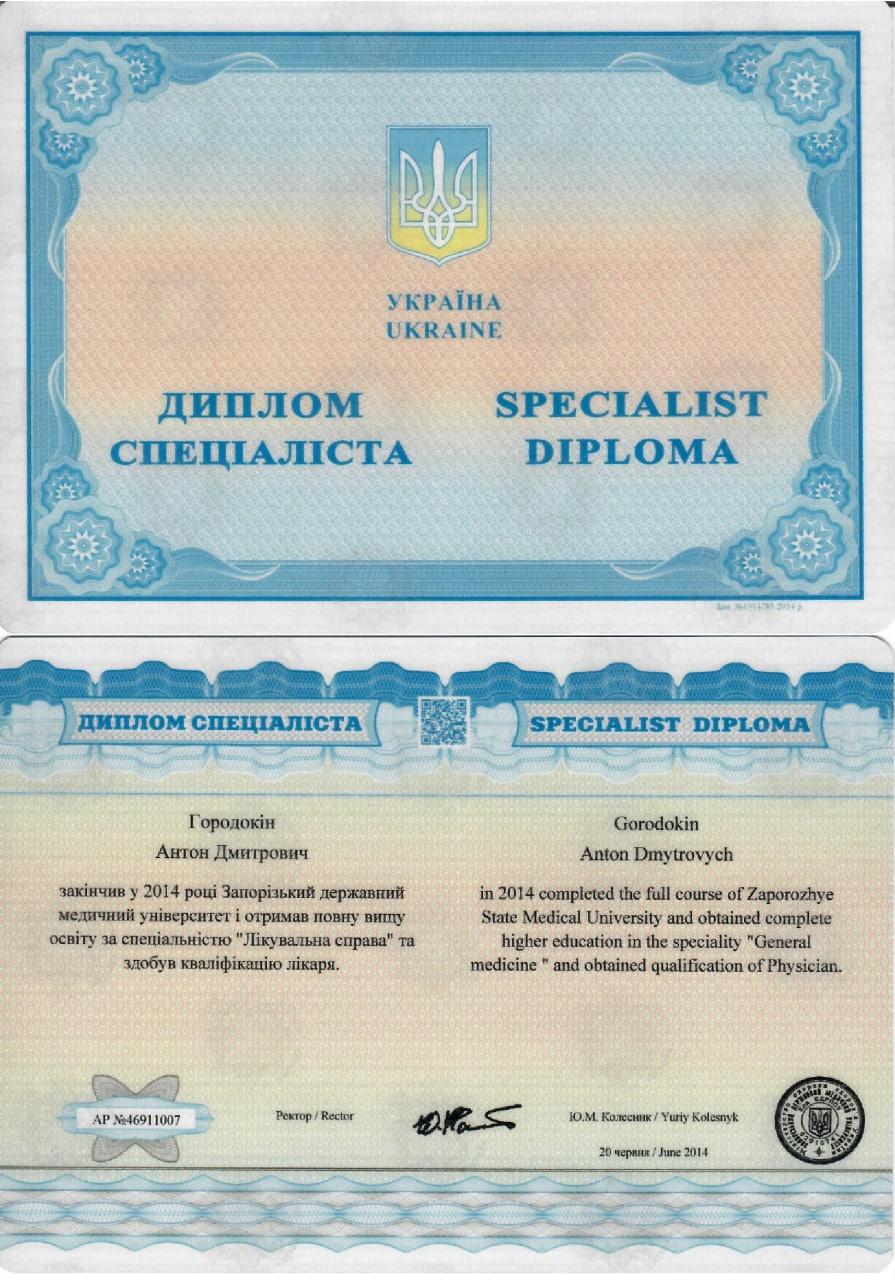 УКРАЇНА
UKRAINE
ДИПЛОМ
СПЕЦІАЛІСТА
SPECIALIST
DIPLOMA
Зам. №1914785 2014 р.
ДИПЛОМ СПЕЦІАЛІСТА
SPECIALIST DIPLOMA
Городокін
Антон Дмитрович
закінчив у 2014 році Запорізький державний
медичний університет і отримав повну вищу
освіту за спеціальністю "Лікувальна справа" та
здобув кваліфікацію лікаря.
Gorodokin
Anton Dmytrovych
in 2014 completed the full course of Zaporozhye
State Medical University and obtained complete
higher education in the speciality "General
medicine " and obtained qualification of Physician.
АР №46911007
Ректор / Rector
Ю.М. Колесник / Yuriy Kolesnyk
20 червня / June 2014